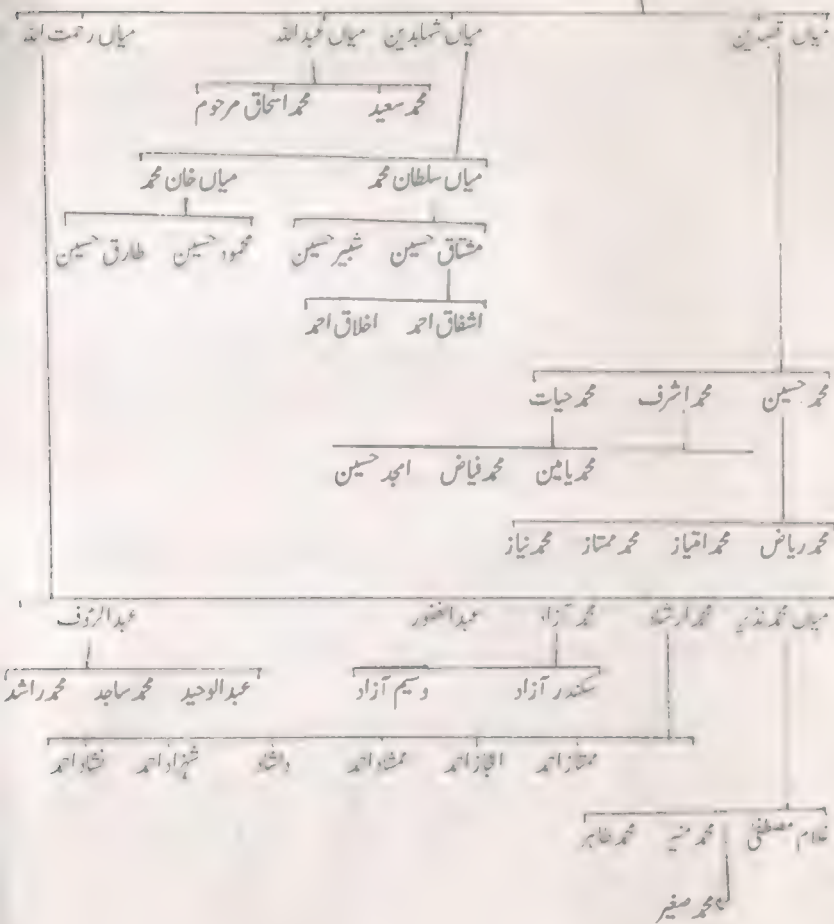 میاں قبادین میاں شہابدین میاں عبداللہ میاں رحمت اللہ
محمد سعید محمد اسحاق مرحوم
میاں سلطان محمد میاں خان محمد
مشتاق حسین شبیر حسین محمود حسین طارق حسین
اشفاق احمد اخلاق احمد
محمد حسین محمد اشرف محمد حیات
محمد یامین محمد فیاض امجد حسین
محمد ریاض محمد امتیاز محمد ممتاز محمد نیاز
میاں محمد نذیر محمد ارشاد محمد آزاد عبدالغفور عبدالرؤف
سکندر آزاد وسیم آزاد عبدالوحید محمد ساجد محمد راشد
ممتاز احمد اعجاز احمد ممشاد احمد شہزاد احمد نشاد احمد
غلام مصطفی محمد منیر محمد طاہر
محمد صغیر